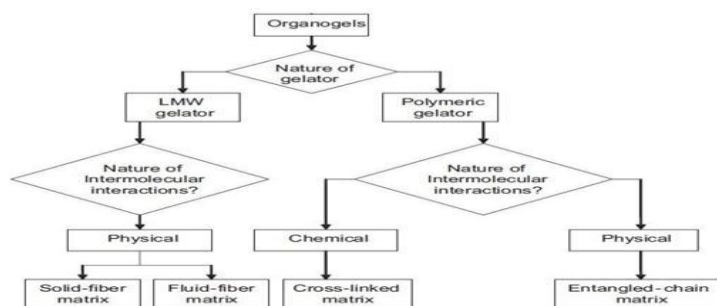 Organogels
Nature of
gelator
LMW
gelator
Polymeric
gelator
Nature of
Intermolecular
interactions?
Nature of
Intermolecular
interactions?
Physical
Chemical
Physical
Solid-fiber
matrix
Fluid-fiber
matrix
Cross-linked
matrix
Entangled-chain
matrix